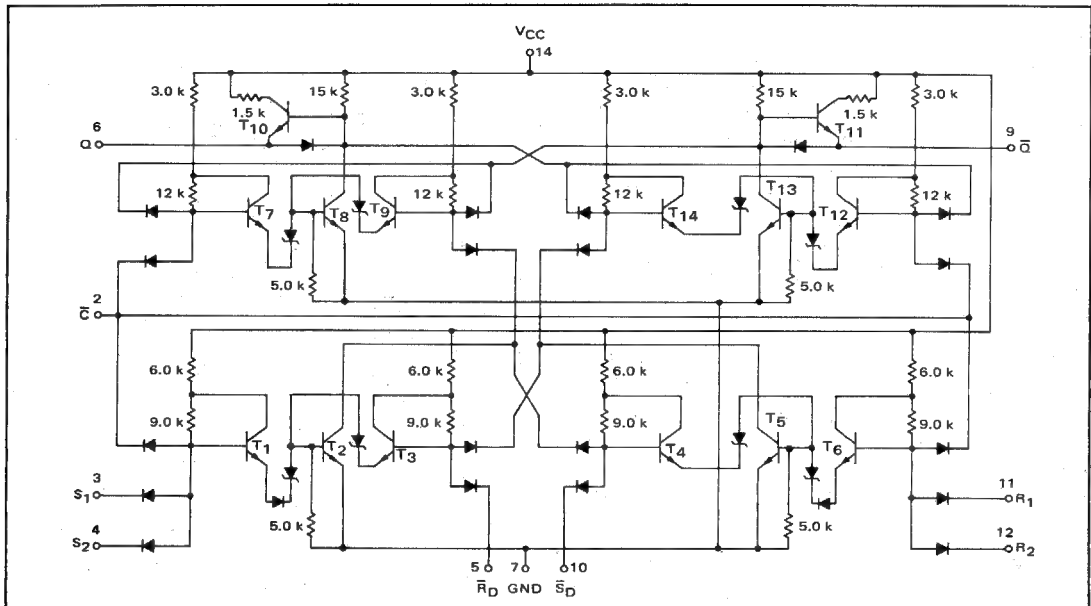 VCC
14
3.0 k
15 k
3.0 k
3.0 k
15 k
3.0 k
1.5 k
1.5 k
6
T10
T11
9
Q
Q̅
12 k
12 k
12 k
T13
12 k
T7
T8
T9
T14
T12
5.0 k
5.0 k
2
C̅
6.0 k
6.0 k
6.0 k
6.0 k
9.0 k
9.0 k
9.0 k
T5
9.0 k
T1
T2
T3
T4
T6
3
S1
11
R1
4
S2
5.0 k
5.0 k
12
R2
5
7
10
R̅D
GND
S̅D